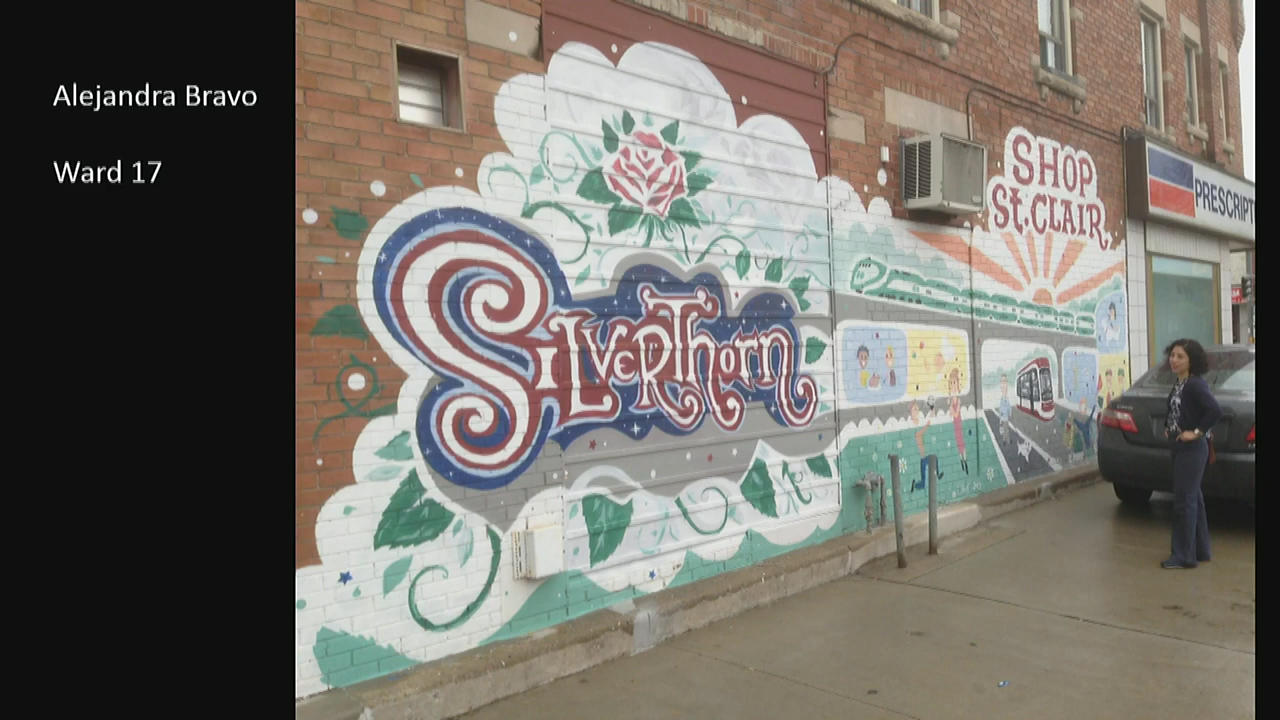 Alejandra Bravo
Ward 17
SILVERThorn
SHOP
ST. CLAIR
PRESCRIPT